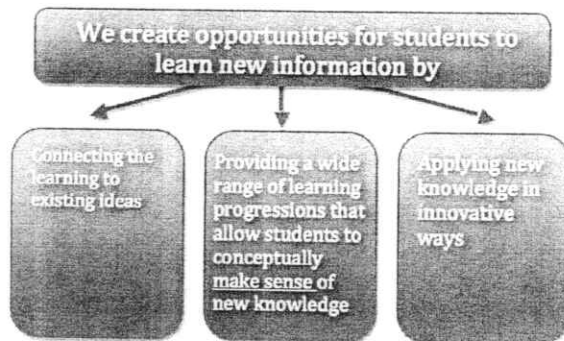 We create opportunities for students to
learn new information by
Connecting the
learning to
existing ideas
Providing a wide
range of learning
progressions that
allow students to
conceptually
make sense of
new knowledge
Applying new
knowledge in
innovative
ways